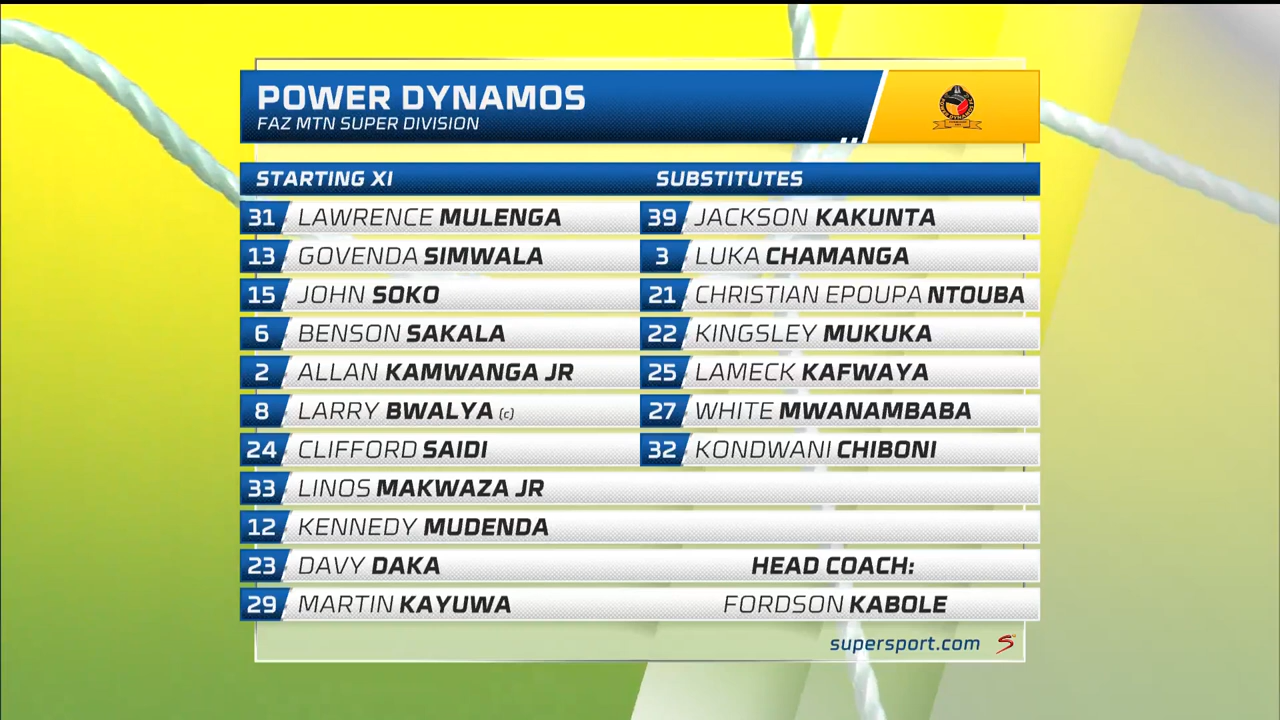 POWER DYNAMOS
FAZ MTN SUPER DIVISION
STARTING XI
31 LAWRENCE MULENGA
13 GOVENDA SIMWALA
15 JOHN SOKO
6 BENSON SAKALA
2 ALLAN KAMWANGA JR
8 LARRY BWALYA (c)
24 CLIFFORD SAIDI
33 LINOS MAKWAZA JR
12 KENNEDY MUDENDA
23 DAVY DAKA
29 MARTIN KAYUWA
SUBSTITUTES
39 JACKSON KAKUNTA
3 LUKA CHAMANGA
21 CHRISTIAN EPOUPA NTOUBA
22 KINGSLEY MUKUKA
25 LAMECK KAFWAYA
27 WHITE MWANAMBABA
32 KONDWANI CHIBONI
HEAD COACH:
FORDSON KABOLE
supersport.com